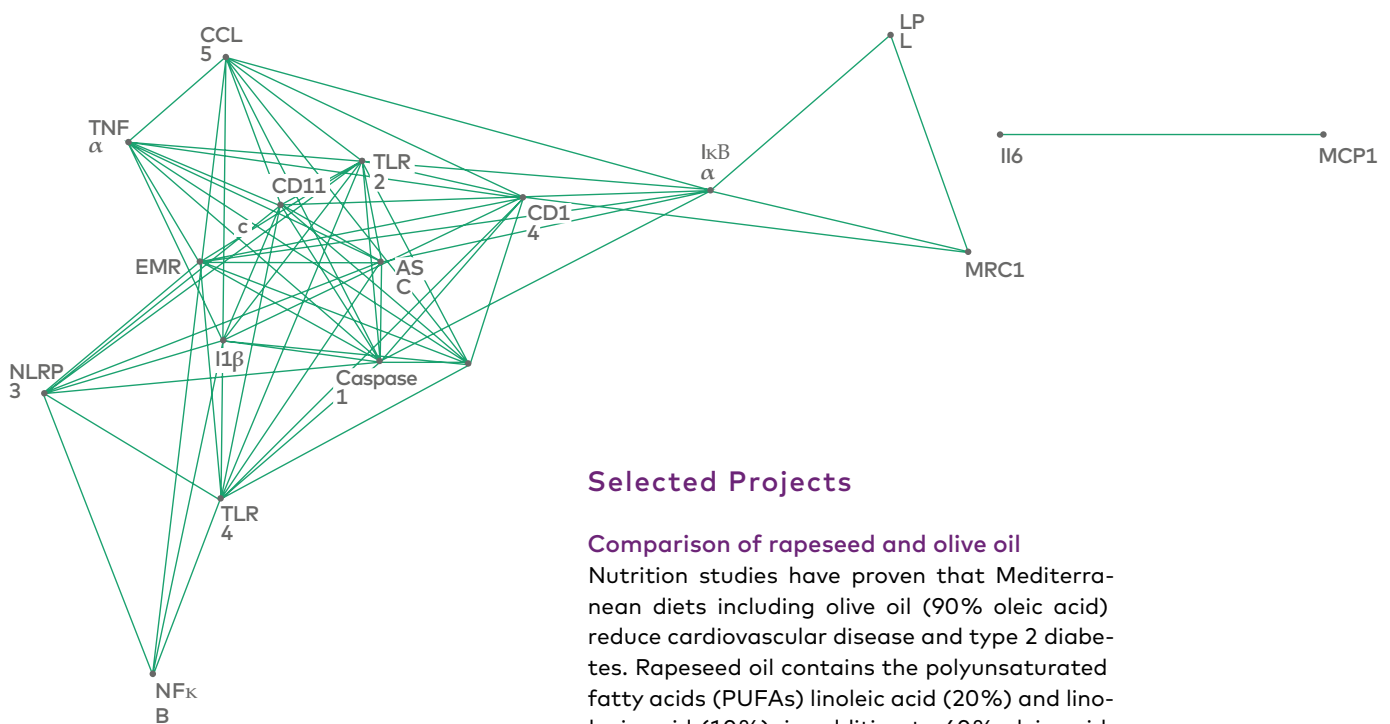 LP
L
CCL
5
TNF
α
TLR
2
IκB
α
Il6
MCP1
CD11
c
CD1
4
EMR
AS
C
MRC1
I1β
NLRP
3
Caspase
1
TLR
4
NFκ
B
Selected Projects
Comparison of rapeseed and olive oil
Nutrition studies have proven that Mediterra-
nean diets including olive oil (90% oleic acid)
reduce cardiovascular disease and type 2 diabe-
tes. Rapeseed oil contains the polyunsaturated
fatty acids (PUFAs) linoleic acid (20%) and lino-